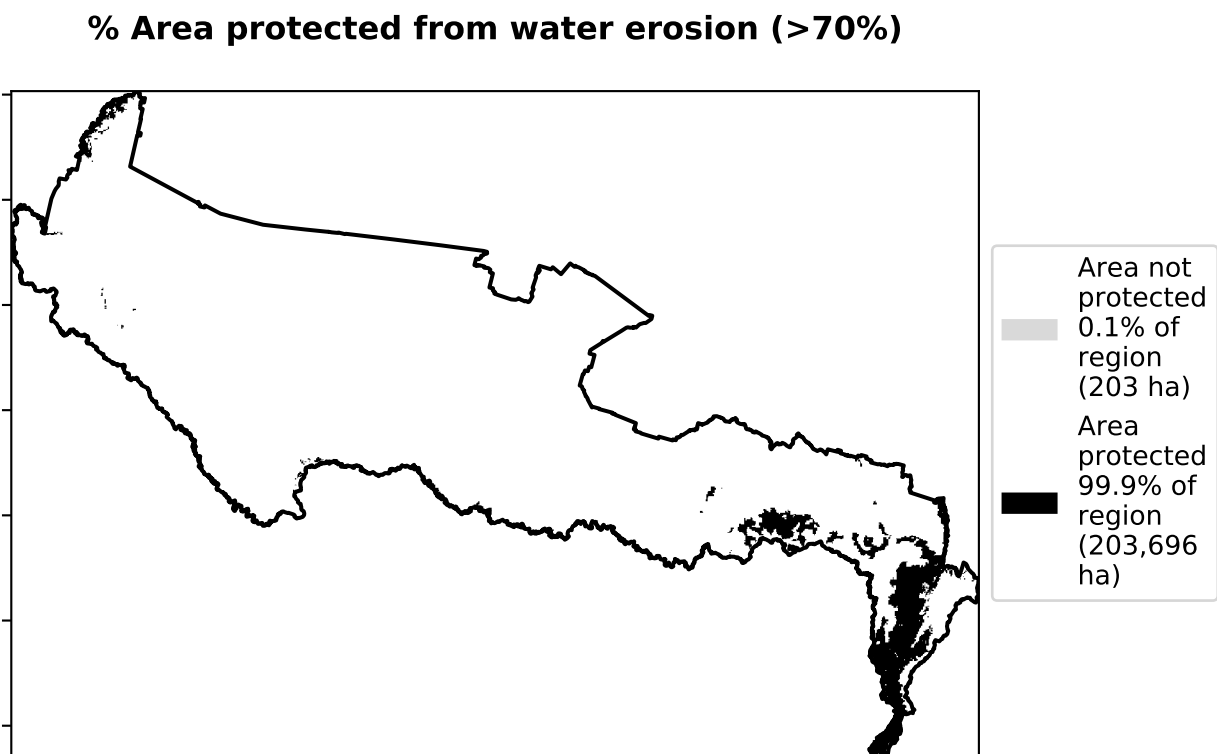 % Area protected from water erosion (>70%)
Area not
protected
0.1% of
region
(203 ha)
Area
protected
99.9% of
region
(203,696
ha)